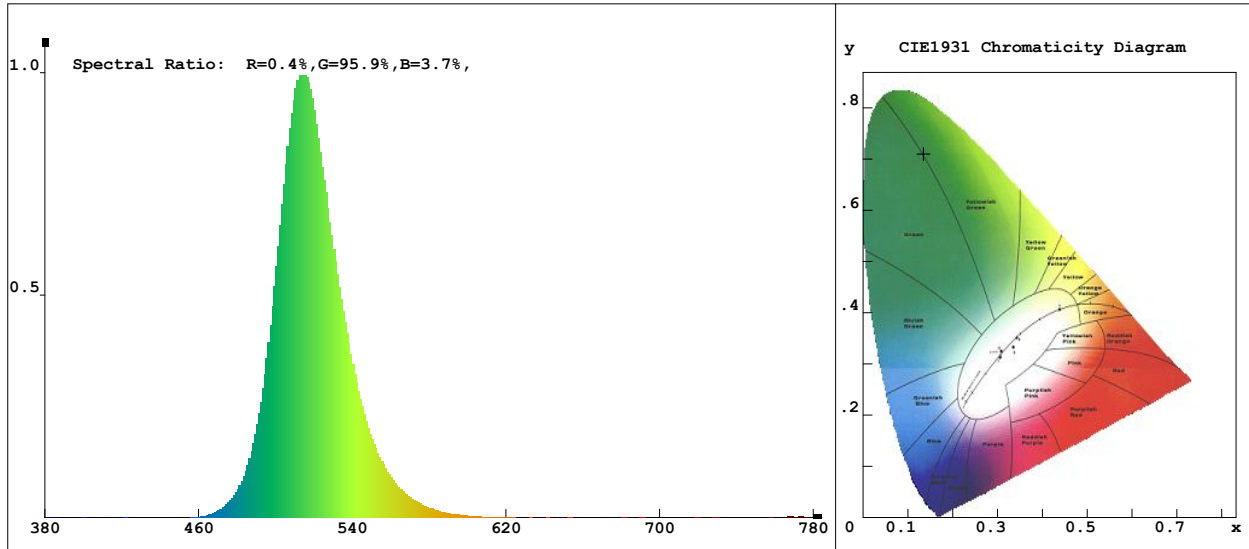 Spectral Ratio: R=0.4%,G=95.9%,B=3.7%,
1.0
0.5
380 460 540 620 700 780
y CIE1931 Chromaticity Diagram
.8
.6
.4
.2
0 0.1 0.3 0.5 0.7 x
Yellowish
Green
Green
Yellow
Green
Greenish
Yellow
Yellow
Orange
Yellow
Orange
Bluish
Green
Yellowish
Pink
Reddish
Orange
Pink
Red
Greenish
Blue
Purplish
Pink
Purplish
Red
Blue
Purple
Reddish
Purple